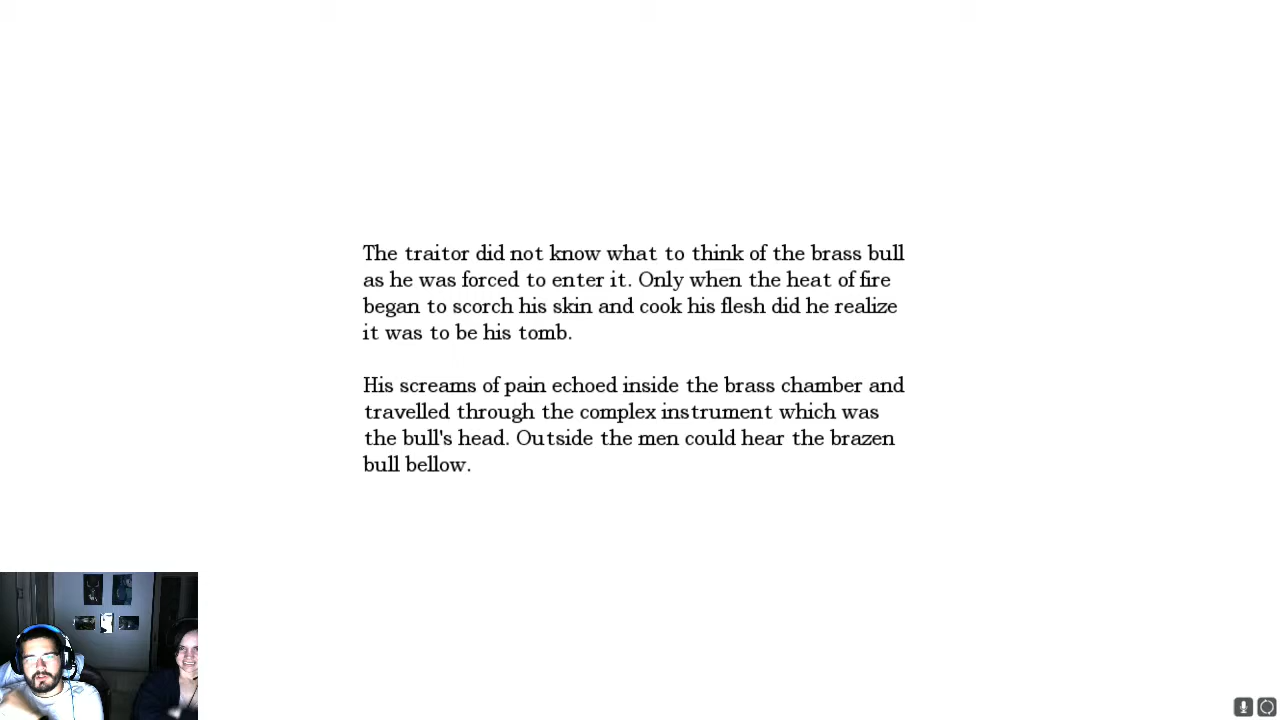 The traitor did not know what to think of the brass bull
as he was forced to enter it. Only when the heat of fire
began to scorch his skin and cook his flesh did he realize
it was to be his tomb.
His screams of pain echoed inside the brass chamber and
travelled through the complex instrument which was
the bull's head. Outside the men could hear the brazen
bull bellow.